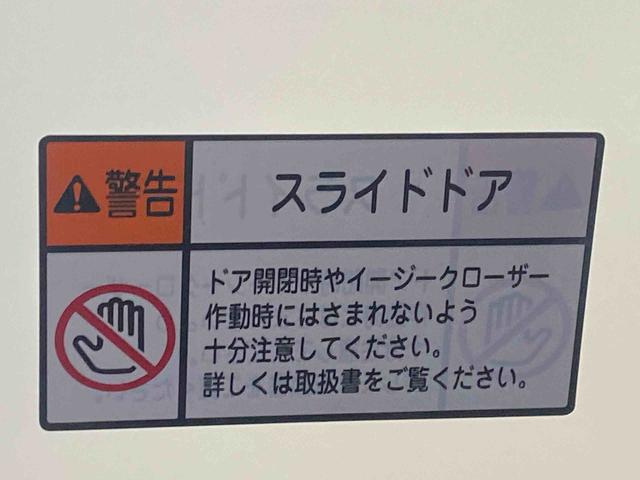 警告
スライドドア
ドア開閉時やイージークローザー
作動時にはさまれないよう
十分注意してください。
詳しくは取扱書をご覧ください。